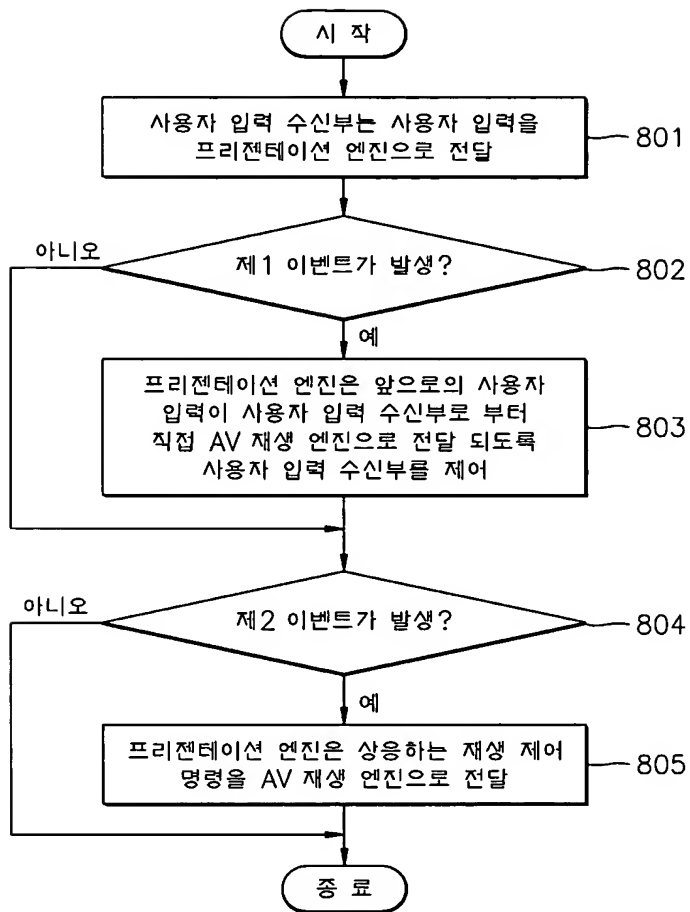 시 작
사용자 입력 수신부는 사용자 입력을
프리젠테이션 엔진으로 전달
801
아니오
제1 이벤트가 발생?
802
예
프리젠테이션 엔진은 앞으로의 사용자
입력이 사용자 입력 수신부로 부터
직접 AV 재생 엔진으로 전달 되도록
사용자 입력 수신부를 제어
803
아니오
제2 이벤트가 발생?
804
예
프리젠테이션 엔진은 상응하는 재생 제어
명령을 AV 재생 엔진으로 전달
805
종 료